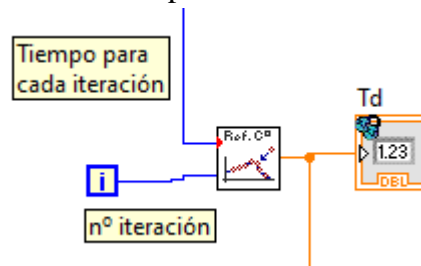 Tiempo para
cada iteración
Ref.Cº
Td
1.23
DBL
i
nº iteración